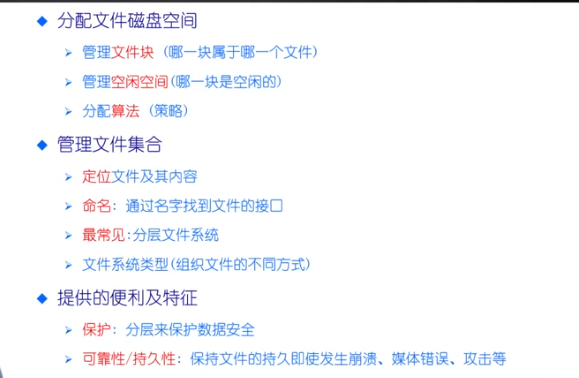 分配文件磁盘空间
管理文件块 (哪一块属于哪一个文件)
管理空闲空间(哪一块是空闲的)
分配算法 (策略)
管理文件集合
定位文件及其内容
命名: 通过名字找到文件的接口
最常见:分层文件系统
文件系统类型(组织文件的不同方式)
提供的便利及特征
保护: 分层来保护数据安全
可靠性/持久性: 保持文件的持久即使发生崩溃、媒体错误、攻击等